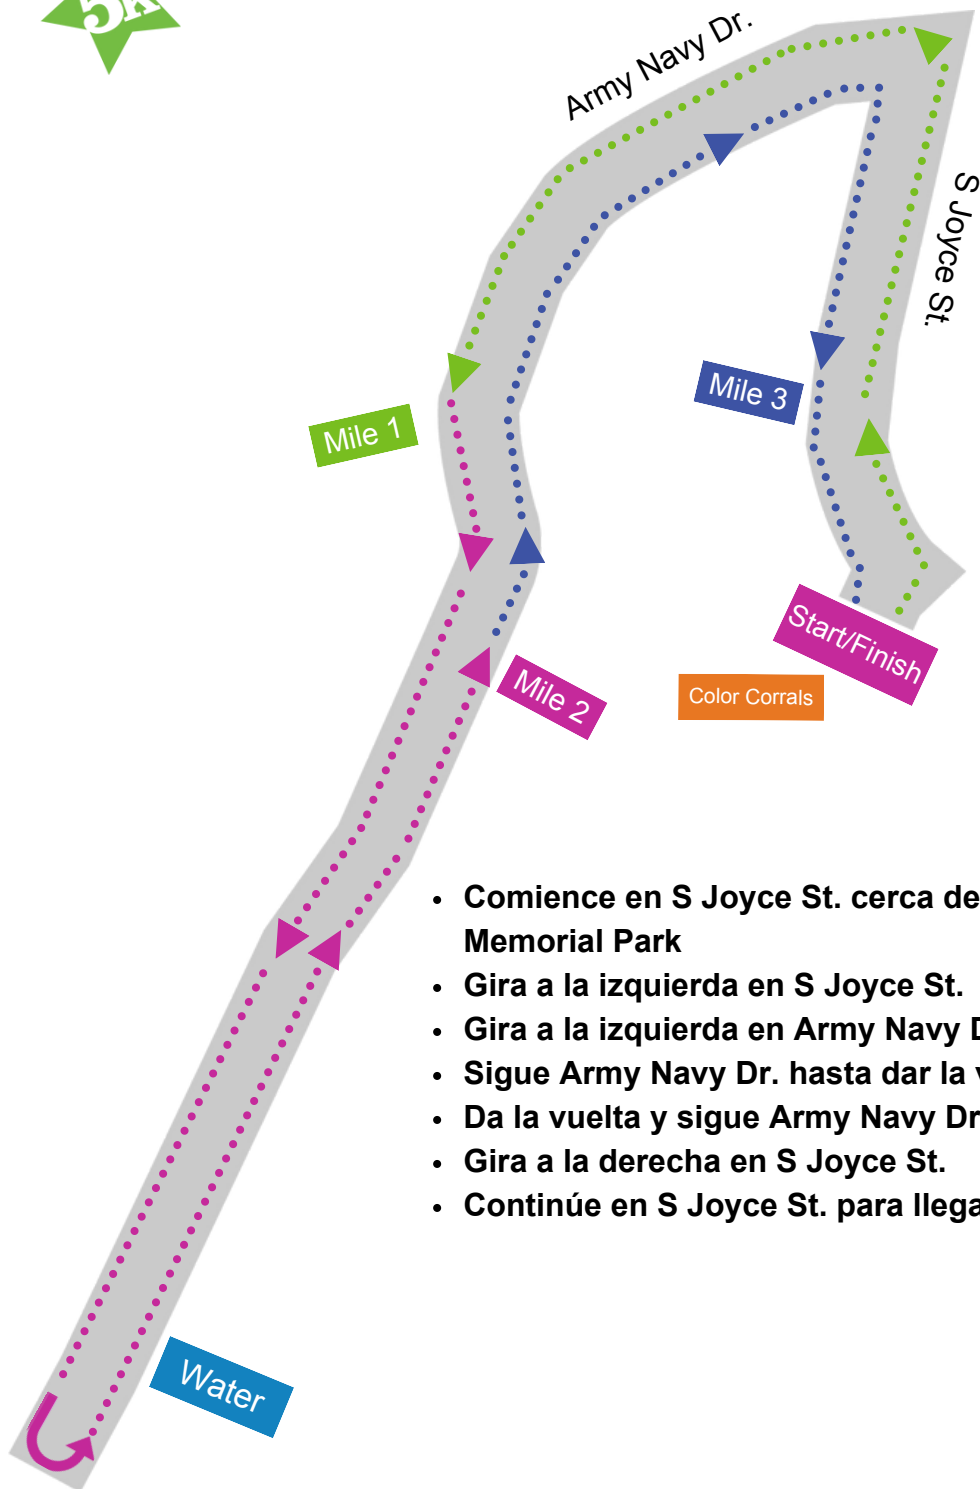 5K
Army Navy Dr.
S Joyce St.
Mile 3
Mile 1
Start/Finish
Mile 2
Color Corrals
• Comience en S Joyce St. cerca de
Memorial Park
• Gira a la izquierda en S Joyce St.
• Gira a la izquierda en Army Navy
• Sigue Army Navy Dr. hasta dar la
• Da la vuelta y sigue Army Navy Dr
• Gira a la derecha en S Joyce St.
• Continúe en S Joyce St. para
Water